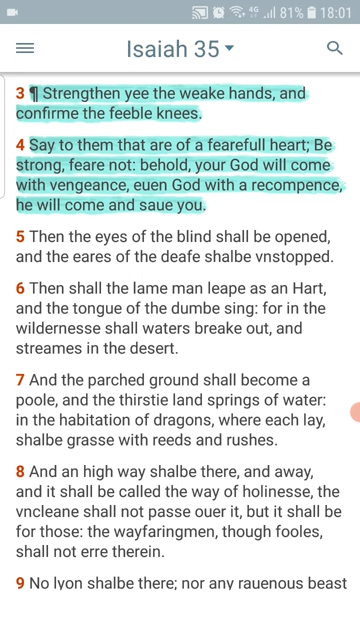 4G 81% 18:01
Isaiah 35
3 ¶ Strengthen yee the weake hands, and
confirme the feeble knees.
4 Say to them that are of a fearefull heart; Be
strong, feare not: behold, your God will come
with vengeance, euen God with a recompence,
he will come and saue you.
5 Then the eyes of the blind shall be opened,
and the eares of the deafe shalbe vnstopped.
6 Then shall the lame man leape as an Hart,
and the tongue of the dumbe sing: for in the
wildernesse shall waters breake out, and
streames in the desert.
7 And the parched ground shall become a
poole, and the thirstie land springs of water:
in the habitation of dragons, where each lay,
shalbe grasse with reeds and rushes.
8 And an high way shalbe there, and away,
and it shall be called the way of holinesse, the
vncleane shall not passe ouer it, but it shall be
for those: the wayfaringmen, though fooles,
shall not erre therein.
9 No lyon shalbe there; nor any rauenous beast